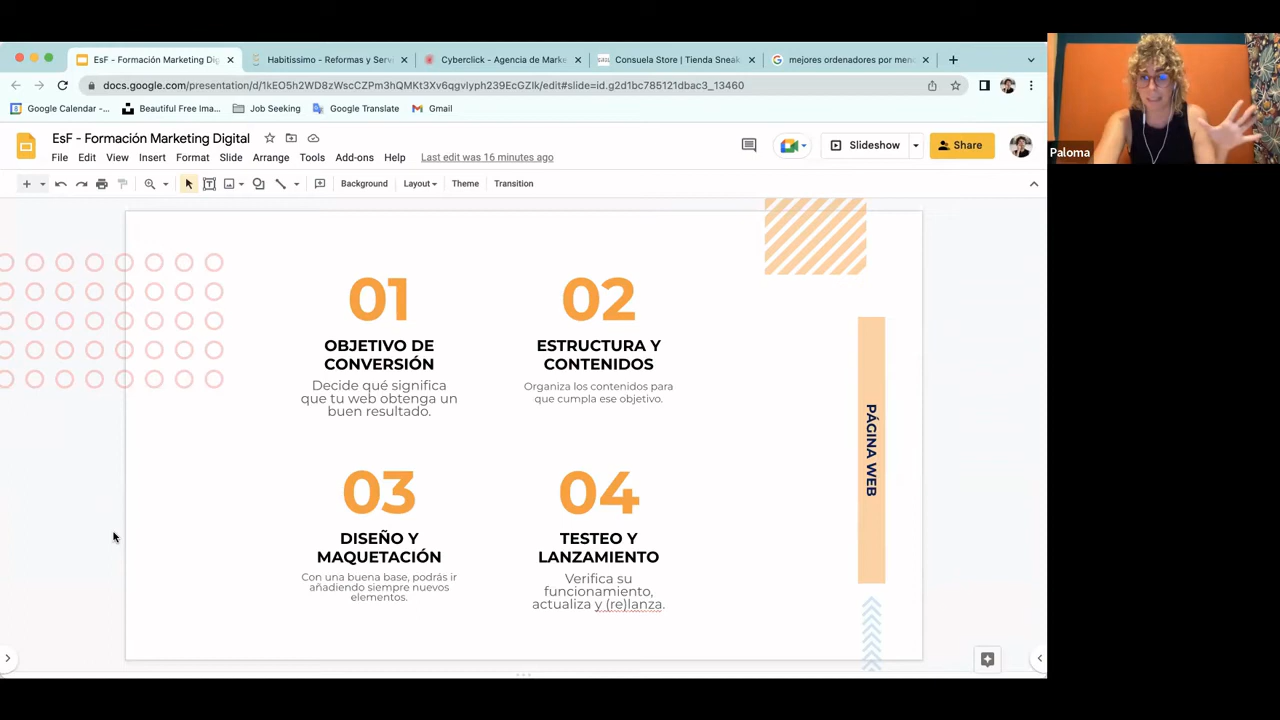 EsF - Formación Marketing Dig
Habitissimo - Reformas y Servi
Cyberclick - Agencia de Marke
Consuela Store | Tienda Sneak
mejores ordenadores por men
docs.google.com/presentation/d/1kEO5h2WD8zWscCZPm3hQMKt3Xv6qgvlyph239EcGZlk/edit#slide=id.g2d1bc785121dbac3_13460
Google Calendar -...
Beautiful Free Ima...
Job Seeking
Google Translate
Gmail
EsF - Formación Marketing Digital
File Edit View Insert Format Slide Arrange Tools Add-ons Help Last edit was 16 minutes ago
Slideshow
Share
Background Layout Theme Transition
01
OBJETIVO DE
CONVERSIÓN
Decide qué significa
que tu web obtenga un
buen resultado.
02
ESTRUCTURA Y
CONTENIDOS
Organiza los contenidos para
que cumpla ese objetivo.
03
DISEÑO Y
MAQUETACIÓN
Con una buena base, podrás ir
añadiendo siempre nuevos
elementos.
04
TESTEO Y
LANZAMIENTO
Verifica su
funcionamiento,
actualiza y (re)lanza.
PÁGINA WEB
Paloma